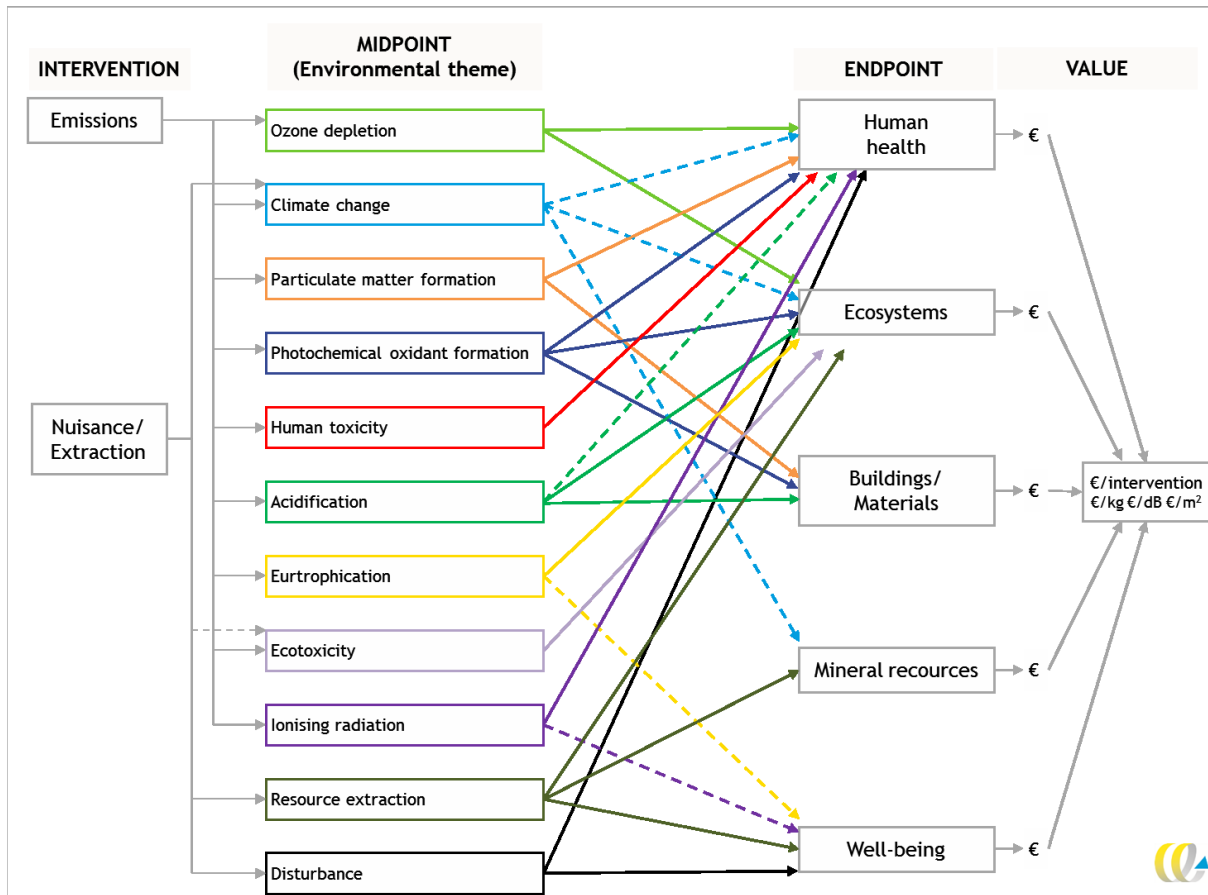 INTERVENTION
MIDPOINT
(Environmental theme)
ENDPOINT
VALUE
Emissions
Nuisance/
Extraction
Ozone depletion
Climate change
Particulate matter formation
Photochemical oxidant formation
Human toxicity
Acidification
Eurtrophication
Ecotoxicity
Ionising radiation
Resource extraction
Disturbance
Human
health
Ecosystems
Buildings/
Materials
Mineral recources
Well-being
€
€
€
€
€
€/intervention
€/kg €/dB €/m²